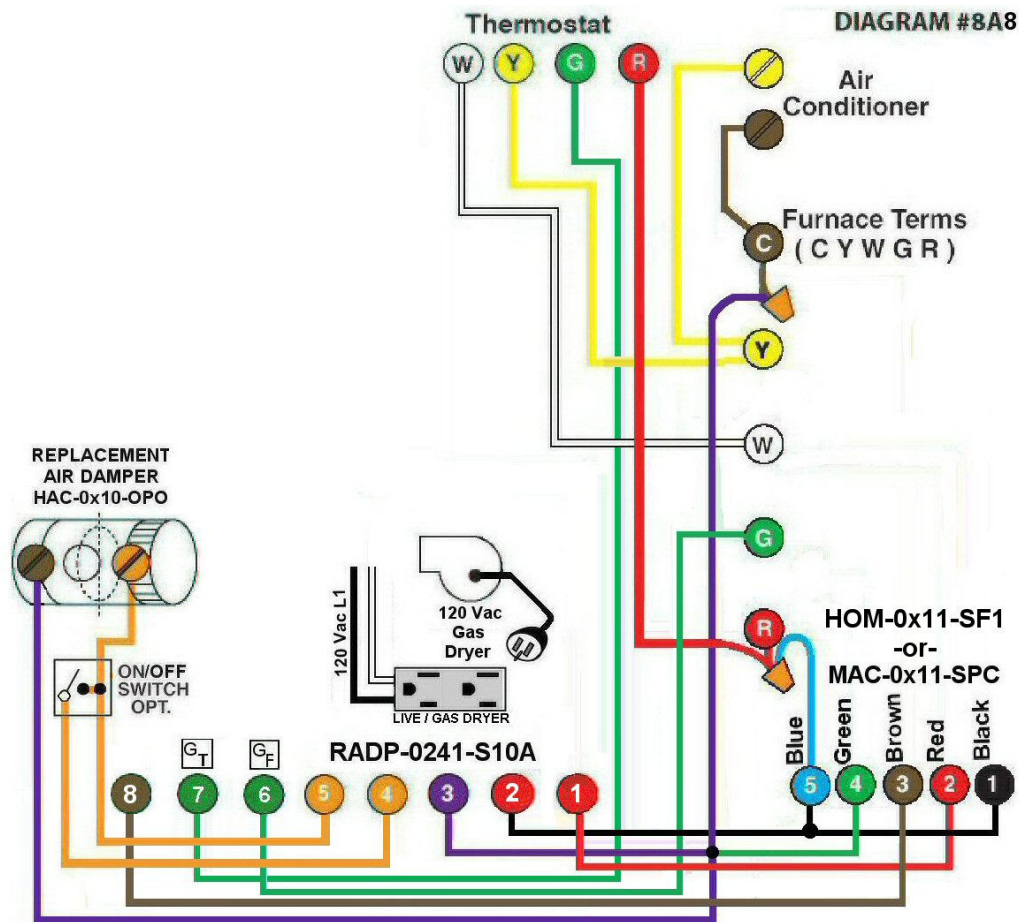 DIAGRAM #8A8
Thermostat
W Y G R
Air
Conditioner
Furnace Terms
( C Y W G R )
C
Y
W
G
R
REPLACEMENT
AIR DAMPER
HAC-0x10-OPO
ON/OFF
SWITCH
OPT.
120 Vac L1
120 Vac
Gas
Dryer
LIVE / GAS DRYER
HOM-0x11-SF1
-or-
MAC-0x11-SPC
Blue Green Brown Red Black
5 4 3 2 1
RADP-0241-S10A
GT GF
8 7 6 5 4 3 2 1